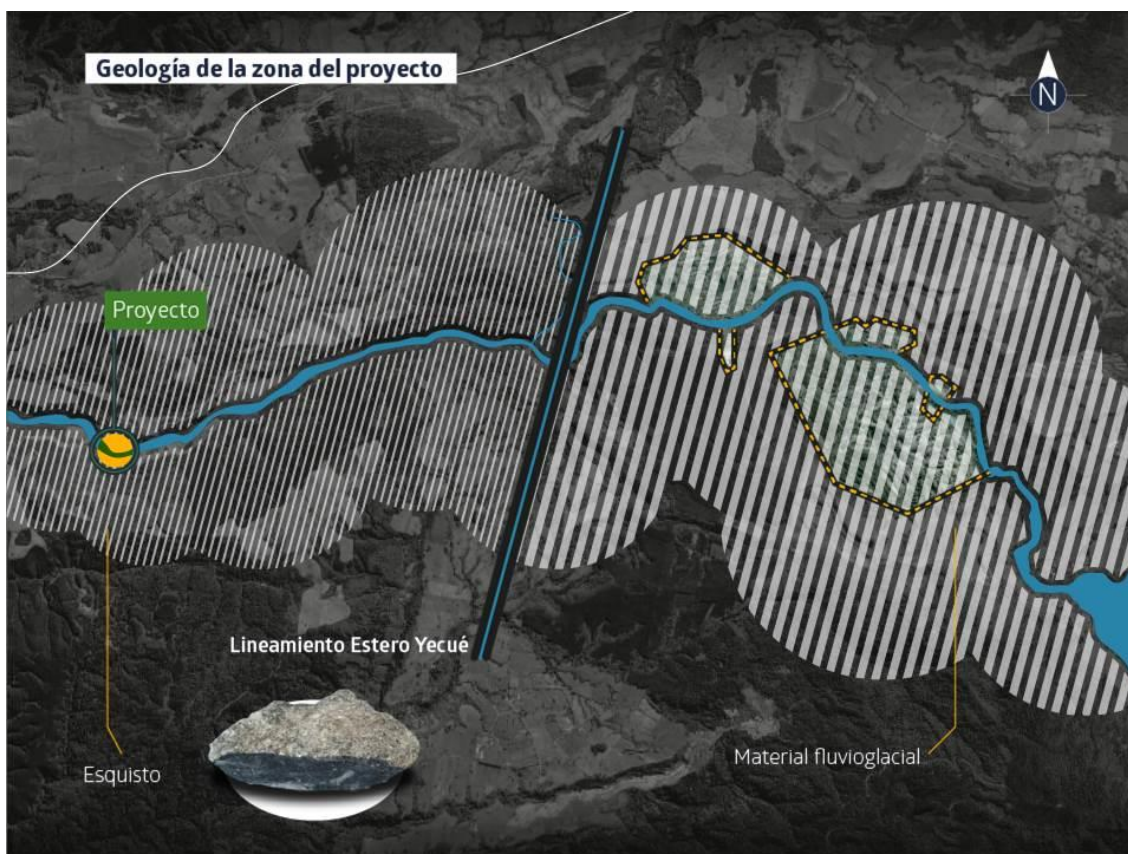 Geología de la zona del proyecto
N
Proyecto
Lineamiento Estero Yecué
Esquisto
Material fluvioglacial